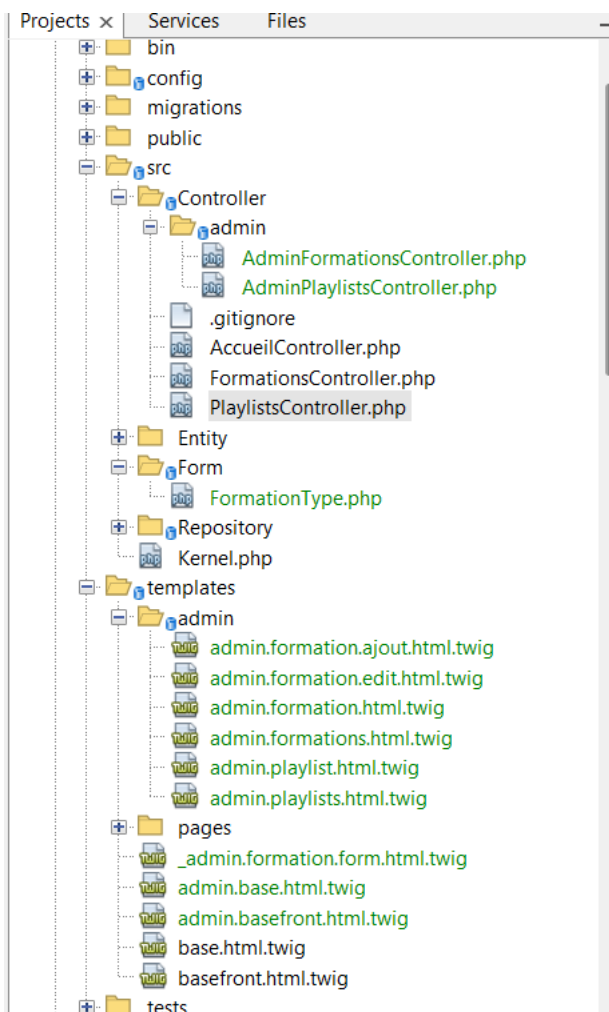 Projects × Services Files
bin
config
migrations
public
src
Controller
admin
AdminFormationsController.php
AdminPlaylistsController.php
.gitignore
AccueilController.php
FormationsController.php
PlaylistsController.php
Entity
Form
FormationType.php
Repository
Kernel.php
templates
admin
admin.formation.ajout.html.twig
admin.formation.edit.html.twig
admin.formation.html.twig
admin.formations.html.twig
admin.playlist.html.twig
admin.playlists.html.twig
pages
_admin.formation.form.html.twig
admin.base.html.twig
admin.basefront.html.twig
base.html.twig
basefront.html.twig
tests